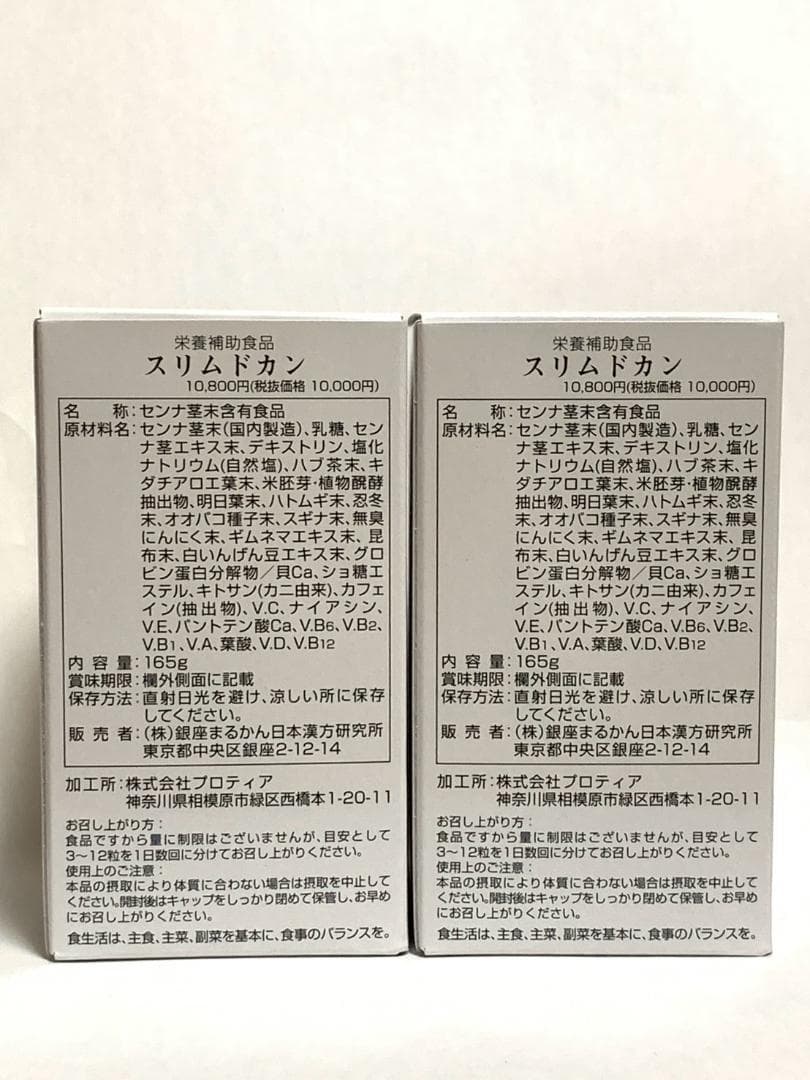 栄養補助食品
スリムドカン
10,800円(税抜価格 10,000円)
名　　称：センナ茎末含有食品
原材料名：センナ茎末(国内製造)、乳糖、セン
ナ茎エキス末、デキストリン、塩化
ナトリウム(自然塩)、ハブ茶末、キ
ダチアロエ葉末、米胚芽・植物醗酵
抽出物、明日葉末、ハトムギ末、忍冬
末、オオバコ種子末、スギナ末、無臭
にんにく末、ギムネマエキス末、昆
布末、白いんげん豆エキス末、グロ
ビン蛋白分解物／貝Ca、ショ糖エ
ステル、キトサン(カニ由来)、カフェ
イン(抽出物)、V.C、ナイアシン、
V.E、パントテン酸Ca、V.B6、V.B2、
V.B1、V.A、葉酸、V.D、V.B12
内 容 量：165g
賞味期限：欄外側面に記載
保存方法：直射日光を避け、涼しい所に保存
してください。
販 売 者：(株)銀座まるかん日本漢方研究所
東京都中央区銀座2-12-14
加工所：株式会社プロティア
神奈川県相模原市緑区西橋本1-20-11
お召し上がり方：
食品ですから量に制限はございませんが、目安として
3〜12粒を1日数回に分けてお召し上がりください。
使用上のご注意：
本品の摂取により体質に合わない場合は摂取を中止して
ください。開封後はキャップをしっかり閉めて保管し、お早め
にお召し上がりください。
食生活は、主食、主菜、副菜を基本に、食事のバランスを。
栄養補助食品
スリムドカン
10,800円(税抜価格 10,000円)
名　　称：センナ茎末含有食品
原材料名：センナ茎末(国内製造)、乳糖、セン
ナ茎エキス末、デキストリン、塩化
ナトリウム(自然塩)、ハブ茶末、キ
ダチアロエ葉末、米胚芽・植物醗酵
抽出物、明日葉末、ハトムギ末、忍冬
末、オオバコ種子末、スギナ末、無臭
にんにく末、ギムネマエキス末、昆
布末、白いんげん豆エキス末、グロ
ビン蛋白分解物／貝Ca、ショ糖エ
ステル、キトサン(カニ由来)、カフェ
イン(抽出物)、V.C、ナイアシン、
V.E、パントテン酸Ca、V.B6、V.B2、
V.B1、V.A、葉酸、V.D、V.B12
内 容 量：165g
賞味期限：欄外側面に記載
保存方法：直射日光を避け、涼しい所に保存
してください。
販 売 者：(株)銀座まるかん日本漢方研究所
東京都中央区銀座2-12-14
加工所：株式会社プロティア
神奈川県相模原市緑区西橋本1-20-11
お召し上がり方：
食品ですから量に制限はございませんが、目安として
3〜12粒を1日数回に分けてお召し上がりください。
使用上のご注意：
本品の摂取により体質に合わない場合は摂取を中止して
ください。開封後はキャップをしっかり閉めて保管し、お早め
にお召し上がりください。
食生活は、主食、主菜、副菜を基本に、食事のバランスを。